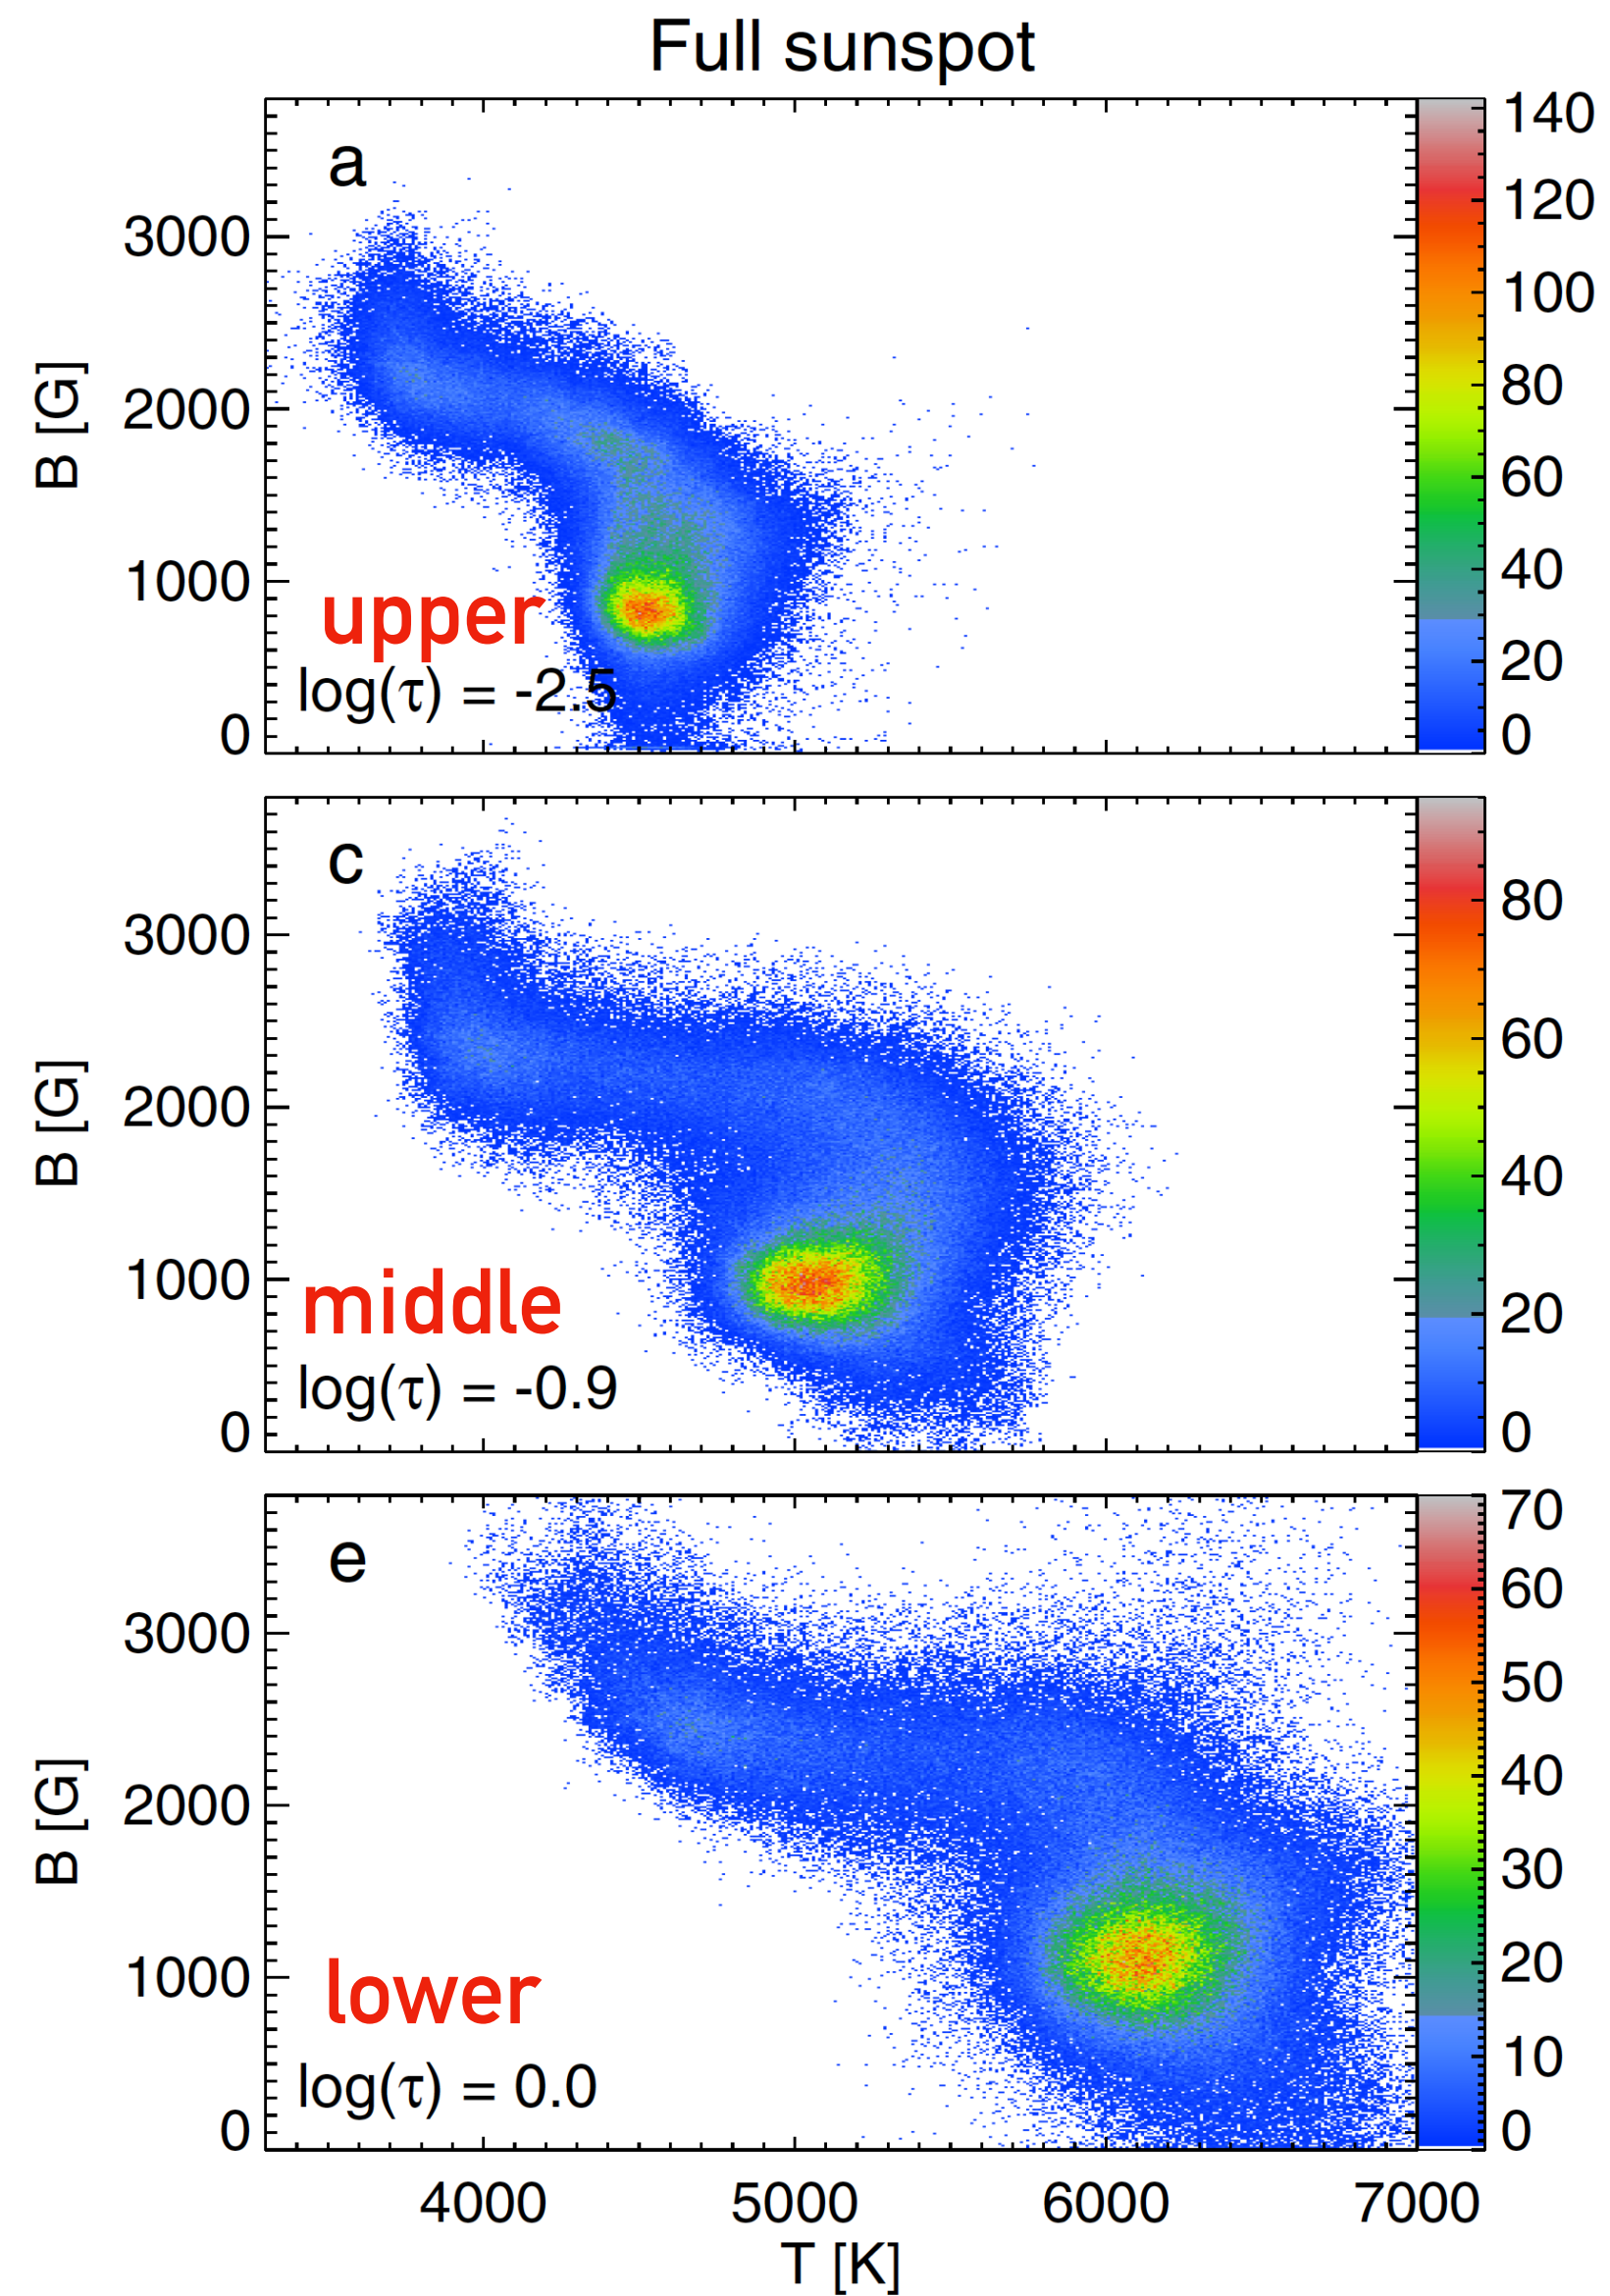 Full sunspot
a
3000
2000
1000
0
B [G]
upper
log(τ) = -2.5
140
120
100
80
60
40
20
0
c
3000
2000
1000
0
B [G]
middle
log(τ) = -0.9
80
60
40
20
0
e
3000
2000
1000
0
B [G]
lower
log(τ) = 0.0
70
60
50
40
30
20
10
0
4000 5000 6000 7000
T [K]